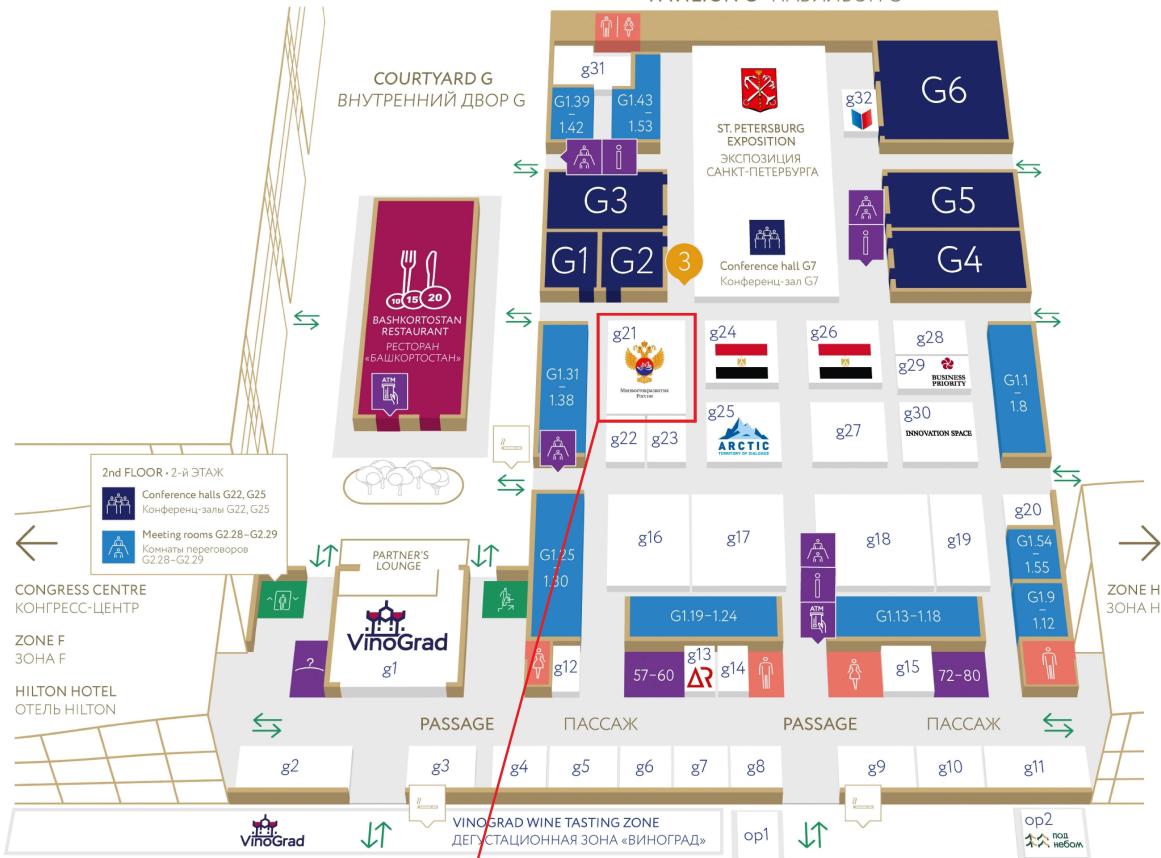 PAVILION G · ПАВИЛЬОН G
COURTYARD G
ВНУТРЕННИЙ ДВОР G
g31
G1.39
–
1.42
G1.43
–
1.53
ST. PETERSBURG
EXPOSITION
ЭКСПОЗИЦИЯ
САНКТ-ПЕТЕРБУРГА
g32
G6
G3
G1
G2
3
Conference hall G7
Конференц-зал G7
G5
G4
10 15 20
BASHKORTOSTAN
RESTAURANT
РЕСТОРАН
«БАШКОРТОСТАН»
ATM
G1.31
–
1.38
g21
Минвостокразвития
России
g24
g26
g28
g29
BUSINESS
PRIORITY
G1.1
–
1.8
g22
g23
g25
ARCTIC
TERRITORY OF DIALOGUE
g27
g30
INNOVATION SPACE
2nd FLOOR • 2-й ЭТАЖ
Conference halls G22, G25
Конференц-залы G22, G25
Meeting rooms G2.28–G2.29
Комнаты переговоров
G2.28–G2.29
CONGRESS CENTRE
КОНГРЕСС-ЦЕНТР
ZONE F
ЗОНА F
HILTON HOTEL
ОТЕЛЬ HILTON
PARTNER'S
LOUNGE
VinoGrad
g1
?
G1.25
–
1.30
g16
g17
g18
g19
g20
G1.54
–
1.55
G1.9
–
1.12
ZONE H
ЗОНА H
G1.19–1.24
ATM
G1.13–1.18
g12
57–60
g13
g14
g15
72–80
PASSAGE
ПАССАЖ
PASSAGE
ПАССАЖ
g2
g3
g4
g5
g6
g7
g8
g9
g10
g11
VinoGrad
VINOGRAD WINE TASTING ZONE
ДЕГУСТАЦИОННАЯ ЗОНА «ВИНОГРАД»
op1
op2
под
небом